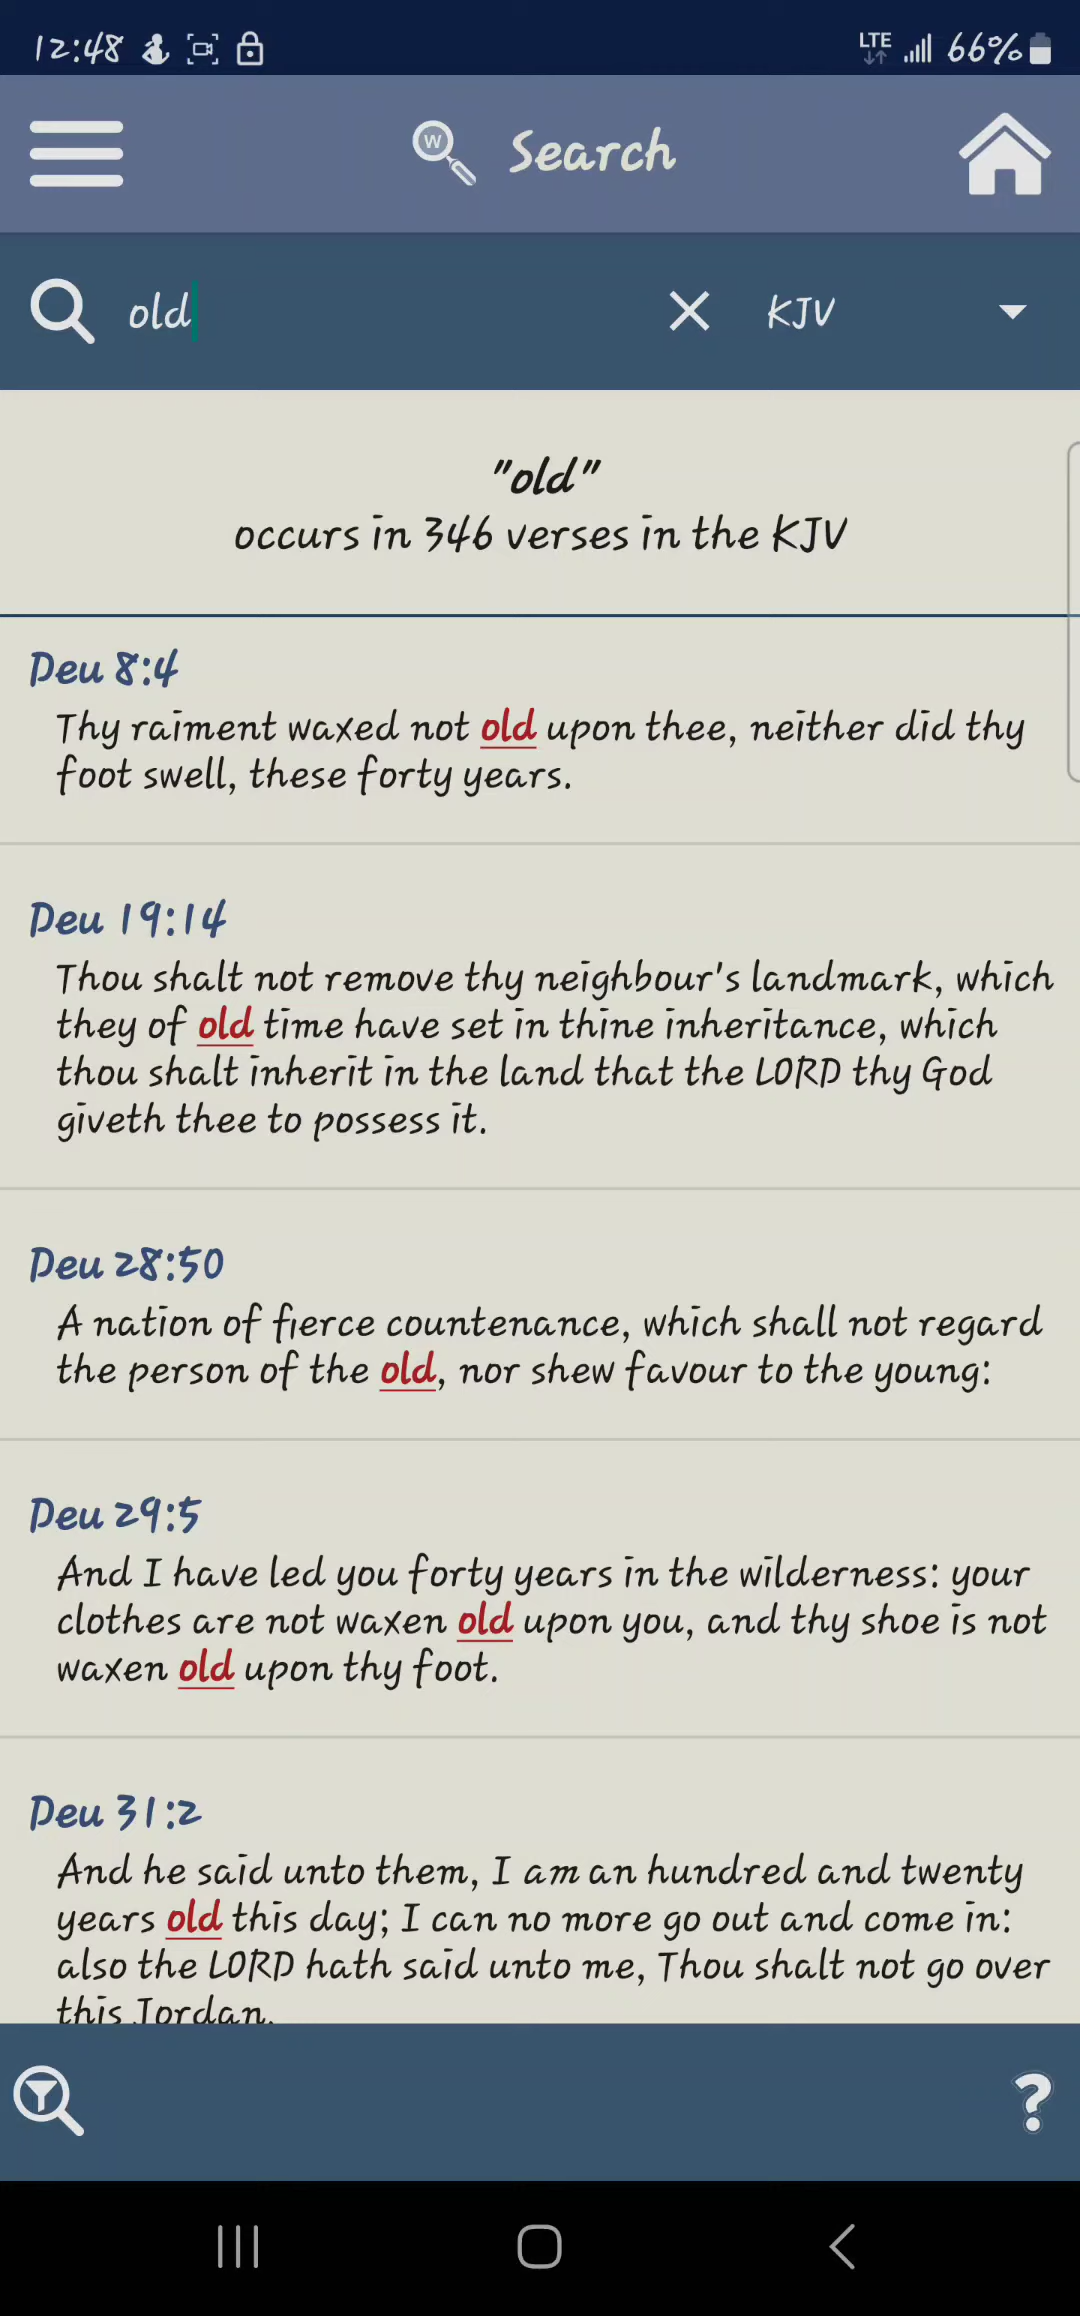 12:48 LTE 66%
W Search
old KJV
"old"
occurs in 346 verses in the KJV
Deu 8:4
Thy raiment waxed not old upon thee, neither did thy
foot swell, these forty years.
Deu 19:14
Thou shalt not remove thy neighbour's landmark, which
they of old time have set in thine inheritance, which
thou shalt inherit in the land that the LORD thy God
giveth thee to possess it.
Deu 28:50
A nation of fierce countenance, which shall not regard
the person of the old, nor shew favour to the young:
Deu 29:5
And I have led you forty years in the wilderness: your
clothes are not waxen old upon you, and thy shoe is not
waxen old upon thy foot.
Deu 31:2
And he said unto them, I am an hundred and twenty
years old this day; I can no more go out and come in:
also the LORD hath said unto me, Thou shalt not go over
this Jordan.
?